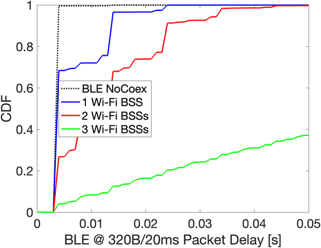 1
0.8
0.6
0.4
0.2
0
CDF
BLE NoCoex
1 Wi-Fi BSS
2 Wi-Fi BSSs
3 Wi-Fi BSSs
0 0.01 0.02 0.03 0.04 0.05
BLE @ 320B/20ms Packet Delay [s]